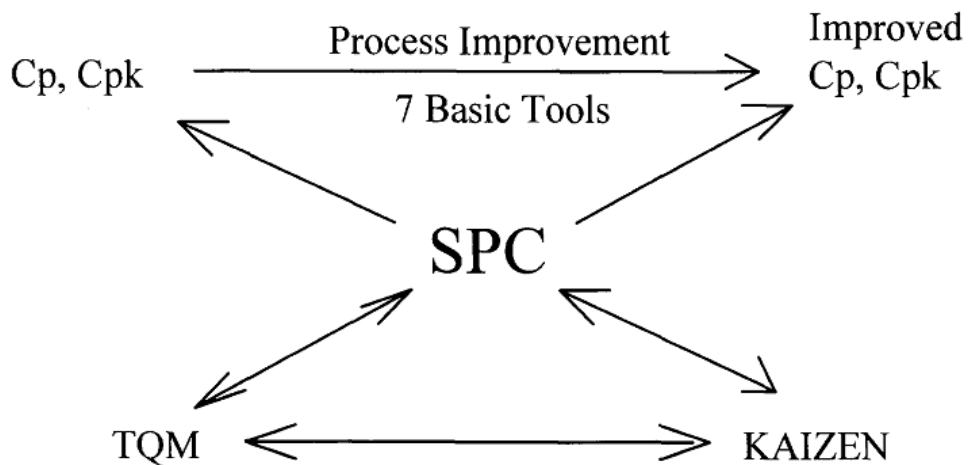 Process Improvement
Improved
Cp, Cpk
Cp, Cpk
7 Basic Tools
SPC
TQM
KAIZEN